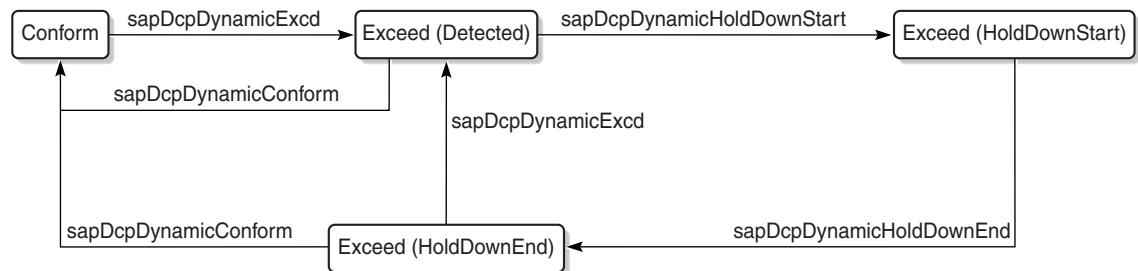 Conform
sapDcpDynamicExcd
Exceed (Detected)
sapDcpDynamicHoldDownStart
Exceed (HoldDownStart)
sapDcpDynamicConform
sapDcpDynamicExcd
sapDcpDynamicConform
Exceed (HoldDownEnd)
sapDcpDynamicHoldDownEnd